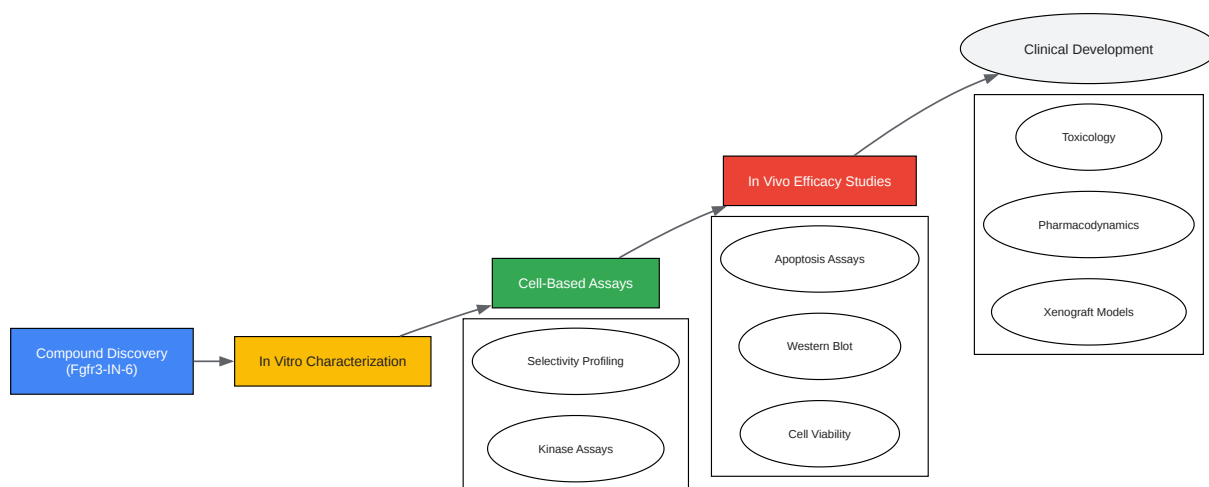 Compound Discovery
(Fgfr3-IN-6)
In Vitro Characterization
Cell-Based Assays
Selectivity Profiling
Kinase Assays
In Vivo Efficacy Studies
Apoptosis Assays
Western Blot
Cell Viability
Clinical Development
Toxicology
Pharmacodynamics
Xenograft Models